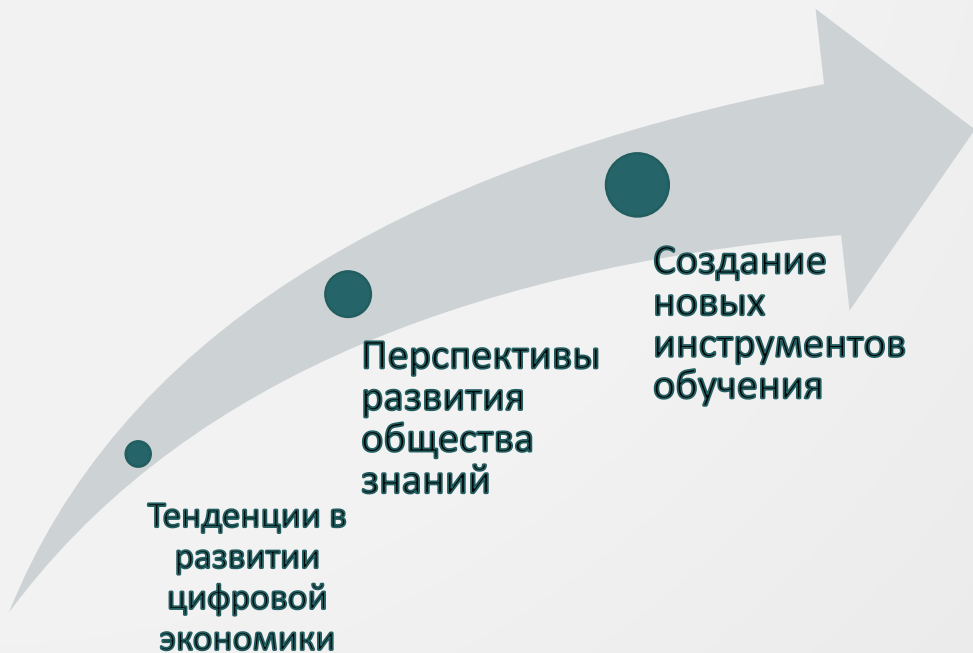 Тенденции в
развитии
цифровой
экономики
Перспективы
развития
общества
знаний
Создание
новых
инструментов
обучения